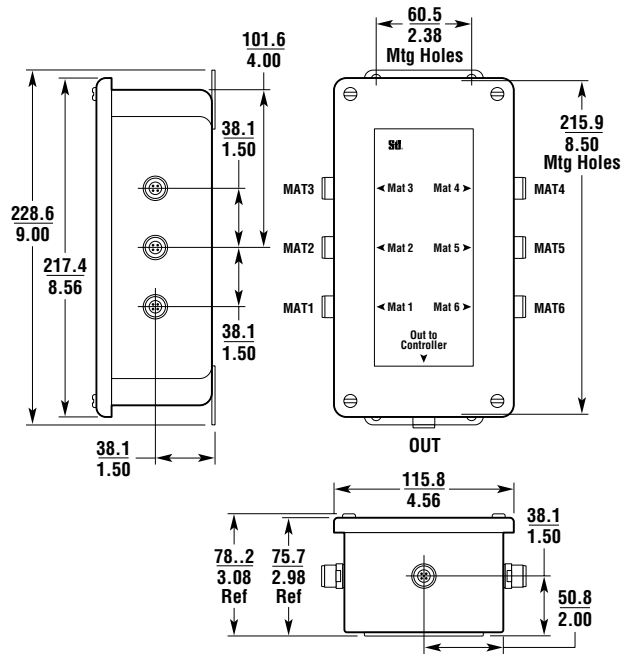 60.5
2.38
Mtg Holes
101.6
4.00
38.1
1.50
215.9
8.50
Mtg Holes
MAT3
Mat 3
Mat 4
MAT4
228.6
9.00
217.4
8.56
MAT2
Mat 2
Mat 5
MAT5
MAT1
Mat 1
Mat 6
MAT6
38.1
1.50
Out to
Controller
38.1
1.50
OUT
115.8
4.56
38.1
1.50
78..2
3.08
Ref
75.7
2.98
Ref
50.8
2.00